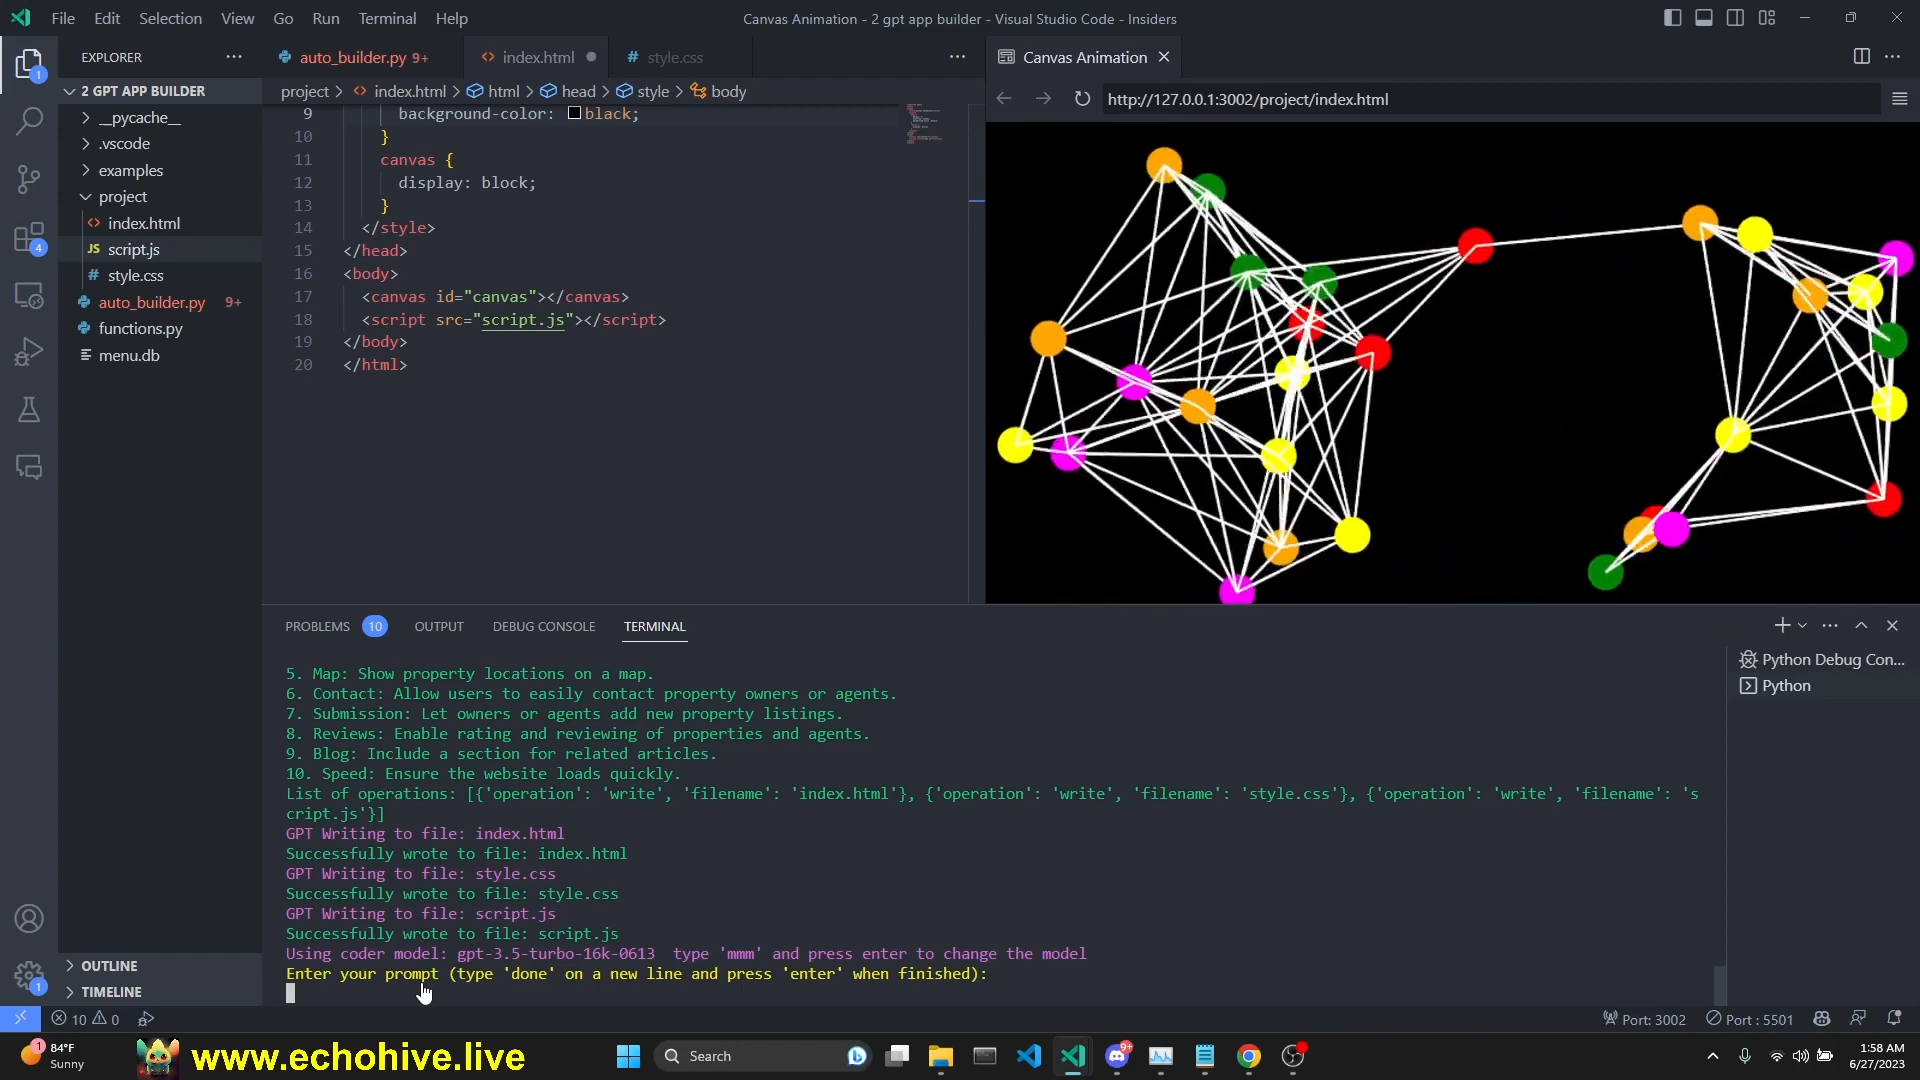 File Edit Selection View Go Run Terminal Help
Canvas Animation - 2 gpt app builder - Visual Studio Code - Insiders
EXPLORER
auto_builder.py 9+
index.html
style.css
Canvas Animation
2 GPT APP BUILDER
project > index.html > html > head > style > body
http://127.0.0.1:3002/project/index.html
__pycache__
.vscode
examples
project
index.html
script.js
style.css
auto_builder.py 9+
functions.py
menu.db
9 background-color: black;
10 }
11 canvas {
12 display: block;
13 }
14 </style>
15 </head>
16 <body>
17 <canvas id="canvas"></canvas>
18 <script src="script.js"></script>
19 </body>
20 </html>
1
4
PROBLEMS 10 OUTPUT DEBUG CONSOLE TERMINAL
Python Debug Con...
Python
5. Map: Show property locations on a map.
6. Contact: Allow users to easily contact property owners or agents.
7. Submission: Let owners or agents add new property listings.
8. Reviews: Enable rating and reviewing of properties and agents.
9. Blog: Include a section for related articles.
10. Speed: Ensure the website loads quickly.
List of operations: [{'operation': 'write', 'filename': 'index.html'}, {'operation': 'write', 'filename': 'style.css'}, {'operation': 'write', 'filename': 's
cript.js'}]
GPT Writing to file: index.html
Successfully wrote to file: index.html
GPT Writing to file: style.css
Successfully wrote to file: style.css
GPT Writing to file: script.js
Successfully wrote to file: script.js
Using coder model: gpt-3.5-turbo-16k-0613 type 'mmm' and press enter to change the model
Enter your prompt (type 'done' on a new line and press 'enter' when finished):
OUTLINE
TIMELINE
1
10 0
Port: 3002
Port : 5501
1
84°F
Sunny
www.echohive.live
Search
9+
1:58 AM
6/27/2023